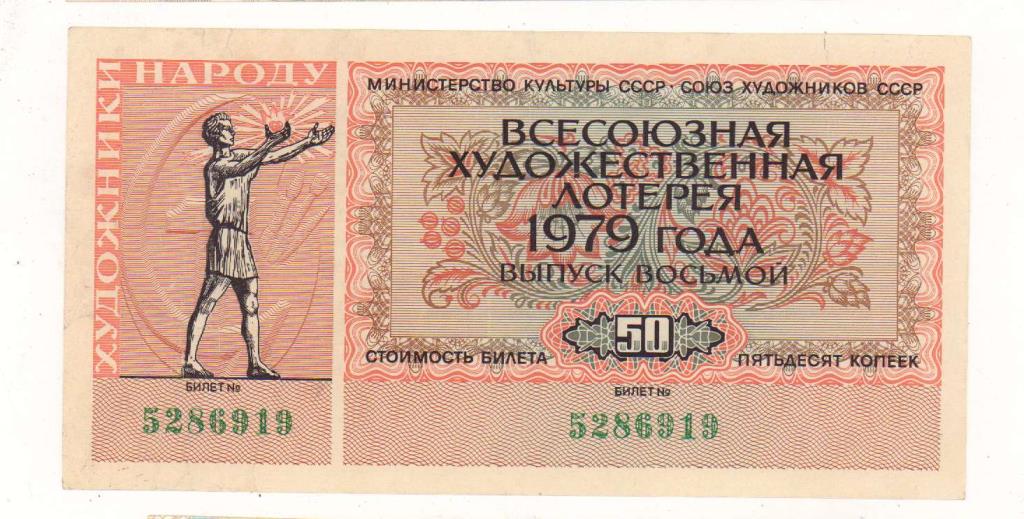 ХУДОЖНИКИ
НАРОДУ
БИЛЕТ №
5286919
МИНИСТЕРСТВО КУЛЬТУРЫ СССР · СОЮЗ ХУДОЖНИКОВ СССР
ВСЕСОЮЗНАЯ
ХУДОЖЕСТВЕННАЯ
ЛОТЕРЕЯ
1979 ГОДА
ВЫПУСК ВОСЬМОЙ
50
СТОИМОСТЬ БИЛЕТА ПЯТЬДЕСЯТ КОПЕЕК
БИЛЕТ №
5286919